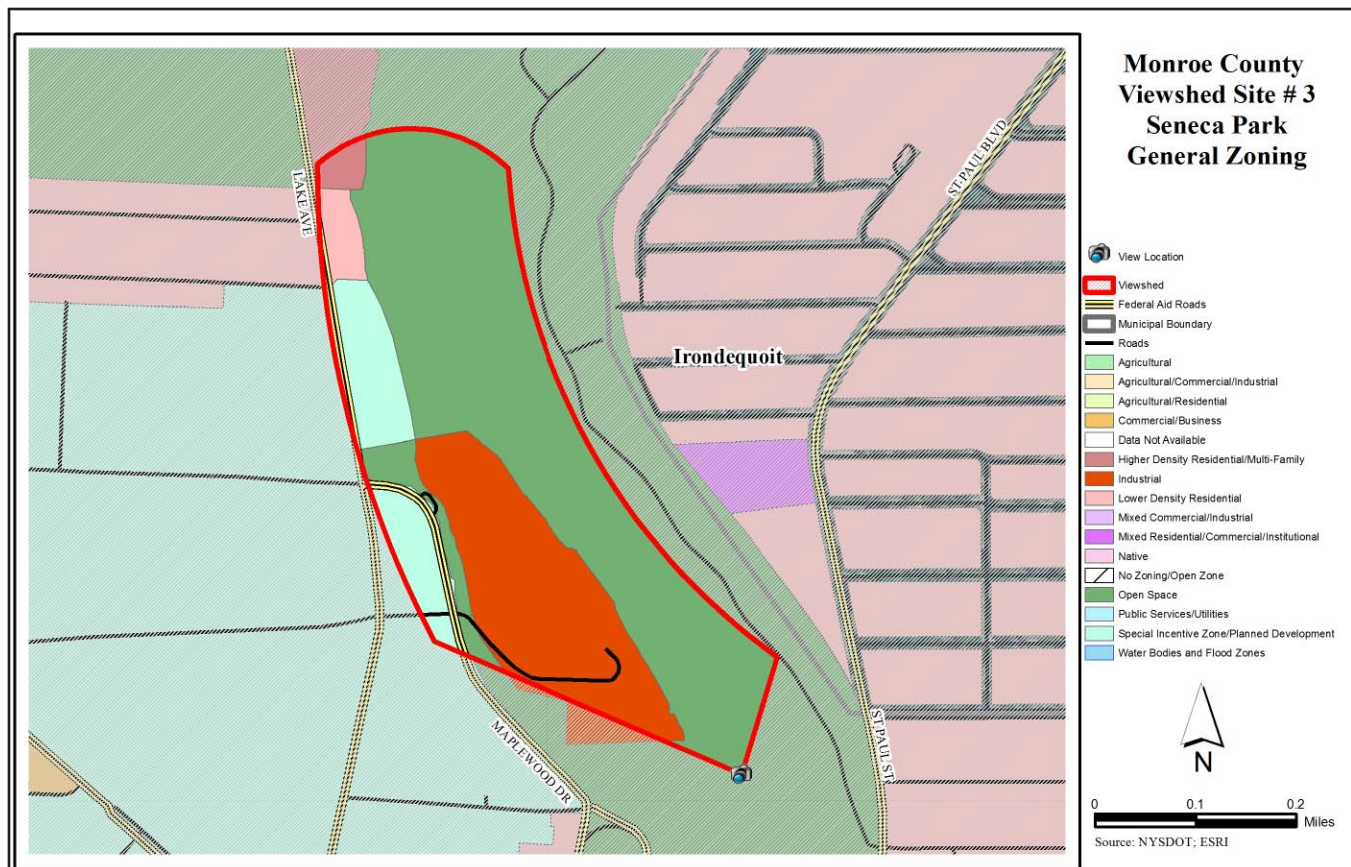 Monroe County
Viewshed Site # 3
Seneca Park
General Zoning
View Location
Viewshed
Federal Aid Roads
Municipal Boundary
Roads
Agricultural
Agricultural/Commercial/Industrial
Agricultural/Residential
Commercial/Business
Data Not Available
Higher Density Residential/Multi-Family
Industrial
Lower Density Residential
Mixed Commercial/Industrial
Mixed Residential/Commercial/Institutional
Native
No Zoning/Open Zone
Open Space
Public Services/Utilities
Special Incentive Zone/Planned Development
Water Bodies and Flood Zones
N
0 0.1 0.2
Miles
Source: NYSDOT; ESRI
LAKE AVE
ST PAUL BLVD
Irondequoit
MAPLEWOOD DR
ST PAUL ST